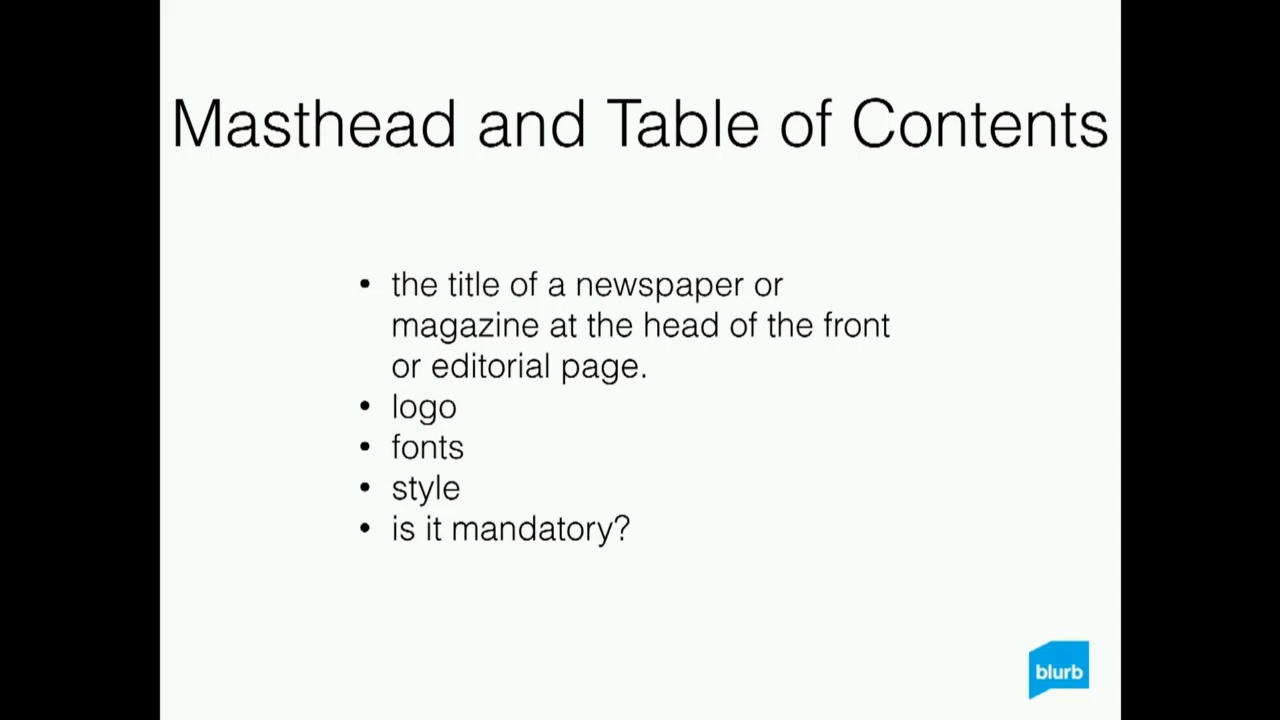 Masthead and Table of Contents
• the title of a newspaper or
magazine at the head of the front
or editorial page.
• logo
• fonts
• style
• is it mandatory?
blurb